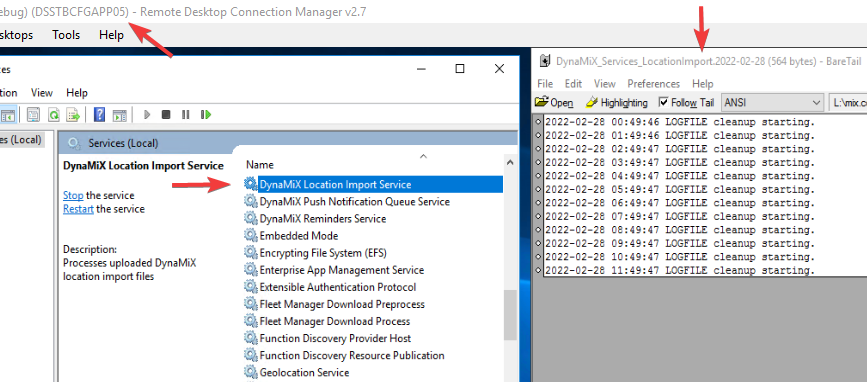 ebug) (DSSTBCFGAPP05) - Remote Desktop Connection Manager v2.7
sktops Tools Help
ces
tion View Help
es (Local)
Services (Local)
DynaMiX Location Import Service
Stop the service
Restart the service
Description:
Processes uploaded DynaMiX
location import files
Name
DynaMiX Location Import Service
DynaMiX Push Notification Queue Service
DynaMiX Reminders Service
Embedded Mode
Encrypting File System (EFS)
Enterprise App Management Service
Extensible Authentication Protocol
Fleet Manager Download Preprocess
Fleet Manager Download Process
Function Discovery Provider Host
Function Discovery Resource Publication
Geolocation Service
DynaMiX_Services_LocationImport.2022-02-28 (564 bytes) - BareTail
File Edit View Preferences Help
Open Highlighting Follow Tail ANSI L:\mix.c
2022-02-28 00:49:46 LOGFILE cleanup starting.
2022-02-28 01:49:46 LOGFILE cleanup starting.
2022-02-28 02:49:47 LOGFILE cleanup starting.
2022-02-28 03:49:47 LOGFILE cleanup starting.
2022-02-28 04:49:47 LOGFILE cleanup starting.
2022-02-28 05:49:47 LOGFILE cleanup starting.
2022-02-28 06:49:47 LOGFILE cleanup starting.
2022-02-28 07:49:47 LOGFILE cleanup starting.
2022-02-28 08:49:47 LOGFILE cleanup starting.
2022-02-28 09:49:47 LOGFILE cleanup starting.
2022-02-28 10:49:47 LOGFILE cleanup starting.
2022-02-28 11:49:47 LOGFILE cleanup starting.